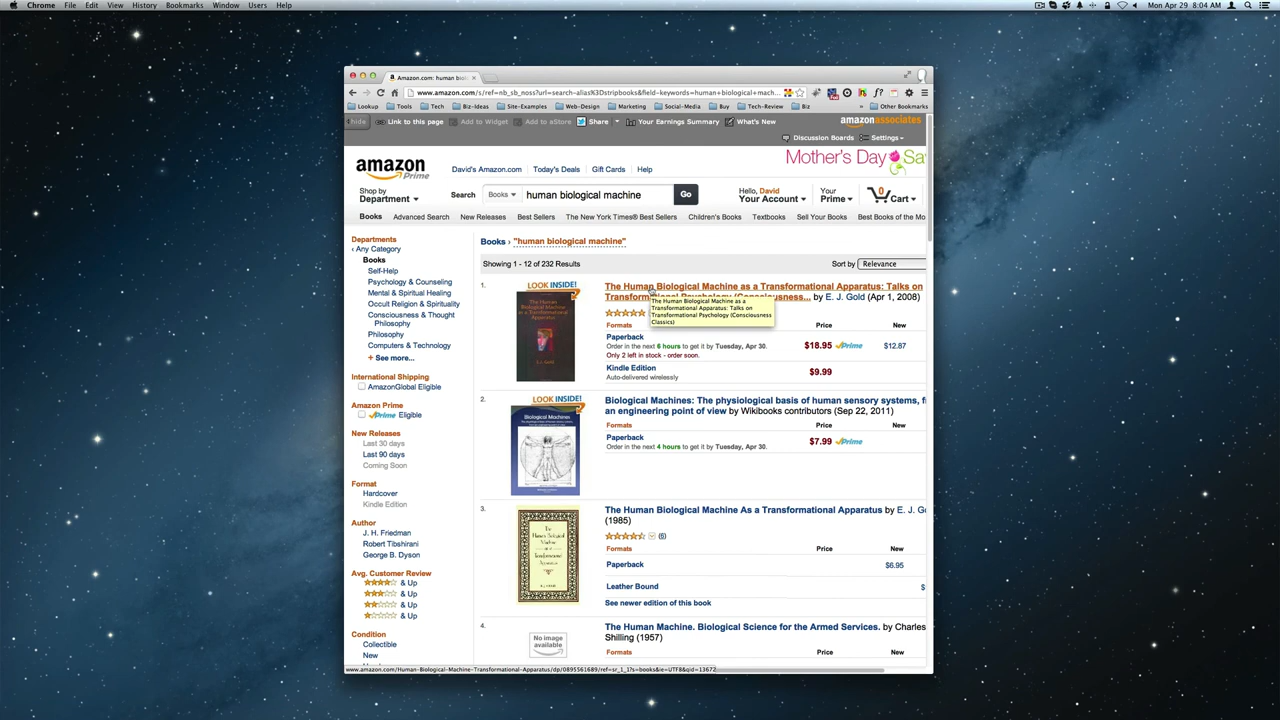 Chrome File Edit View History Bookmarks Window Users Help
Mon Apr 29 8:04 AM
Amazon.com: human biol
www.amazon.com/s/ref=nb_sb_noss?url=search-alias%3Dstripbooks&field-keywords=human+biological+mach...
Lookup Tools Tech Biz-Ideas Site-Examples Web-Design Marketing Social-Media Buy Tech-Review Biz » Other Bookmarks
hide Link to this page Add to Widget Add to aStore Share Your Earnings Summary What's New amazonassociates
Discussion Boards Settings
amazon Prime
Mother's Day Sa
David's Amazon.com Today's Deals Gift Cards Help
Shop by Department
Search Books human biological machine Go
Hello, David Your Account
Your Prime
0 Cart
Books Advanced Search New Releases Best Sellers The New York Times® Best Sellers Children's Books Textbooks Sell Your Books Best Books of the Mo
Departments
‹ Any Category
Books
Self-Help
Psychology & Counseling
Mental & Spiritual Healing
Occult Religion & Spirituality
Consciousness & Thought
Philosophy
Philosophy
Computers & Technology
+ See more...
International Shipping
AmazonGlobal Eligible
Amazon Prime
Prime Eligible
New Releases
Last 30 days
Last 90 days
Coming Soon
Format
Hardcover
Kindle Edition
Author
J. H. Friedman
Robert Tibshirani
George B. Dyson
Avg. Customer Review
& Up
& Up
& Up
& Up
Condition
Collectible
New
Books › "human biological machine"
Showing 1 - 12 of 232 Results
Sort by Relevance
1.
LOOK INSIDE!
The Human Biological Machine as a Transformational Apparatus
E.J. Gold
The Human Biological Machine as a Transformational Apparatus: Talks on
Transformational Psychology (Consciousness... by E. J. Gold (Apr 1, 2008)
The Human Biological Machine as a
Transformational Apparatus: Talks on
Transformational Psychology (Consciousness
Classics)
Formats Price New
Paperback
Order in the next 6 hours to get it by Tuesday, Apr 30. $18.95 Prime $12.87
Only 2 left in stock - order soon.
Kindle Edition
Auto-delivered wirelessly $9.99
2.
LOOK INSIDE!
Biological Machines
Biological Machines: The physiological basis of human sensory systems, f
an engineering point of view by Wikibooks contributors (Sep 22, 2011)
Formats Price New
Paperback
Order in the next 4 hours to get it by Tuesday, Apr 30. $7.99 Prime
3.
The Human Biological Machine As a Transformational Apparatus by E. J. G
(1985)
(6)
Formats Price New
Paperback $6.95
Leather Bound $
See newer edition of this book
4.
No image available
The Human Machine. Biological Science for the Armed Services. by Charles
Shilling (1957)
Formats Price New
www.amazon.com/Human-Biological-Machine-Transformational-Apparatus/dp/0895561689/ref=sr_1_1?s=books&ie=UTF8&qid=13672